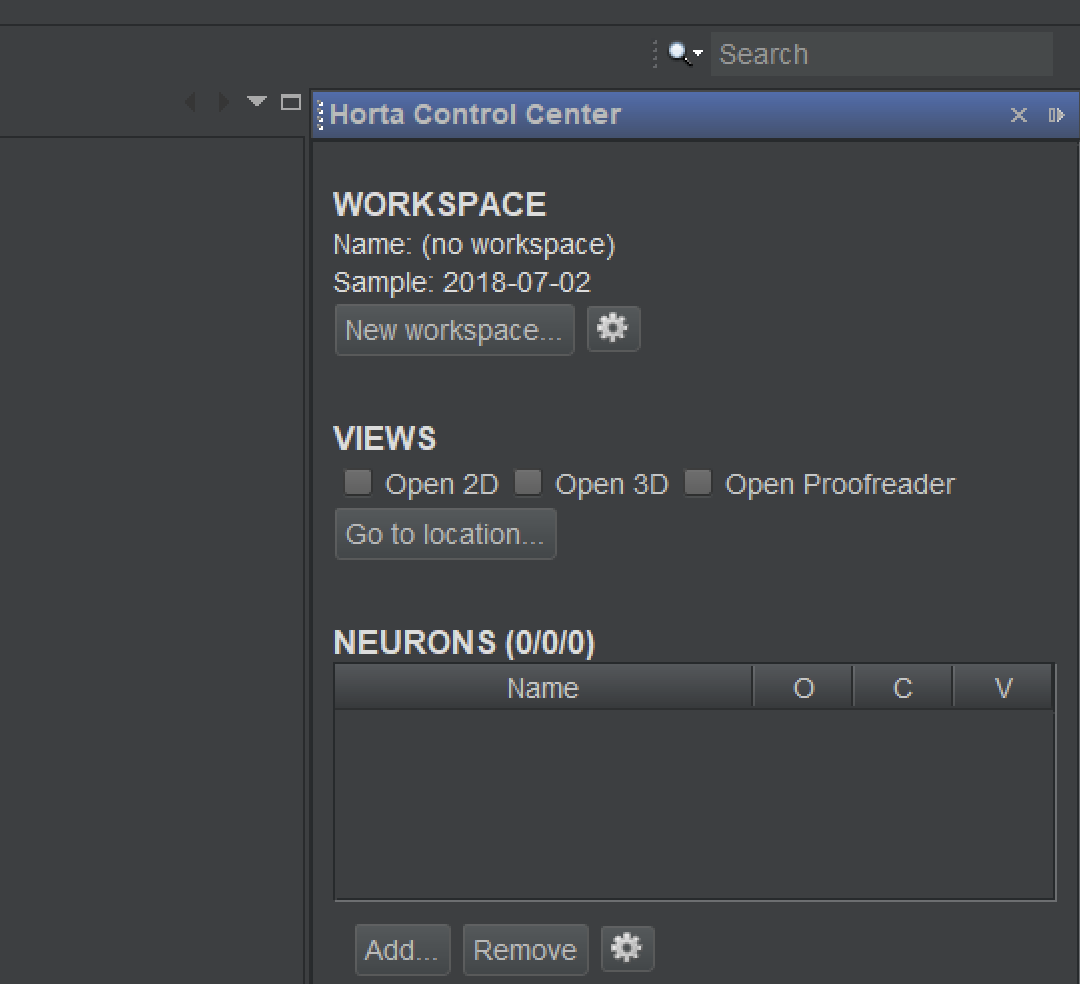 Search
Horta Control Center
WORKSPACE
Name: (no workspace)
Sample: 2018-07-02
New workspace...
VIEWS
Open 2D Open 3D Open Proofreader
Go to location...
NEURONS (0/0/0)
Name O C V
Add... Remove